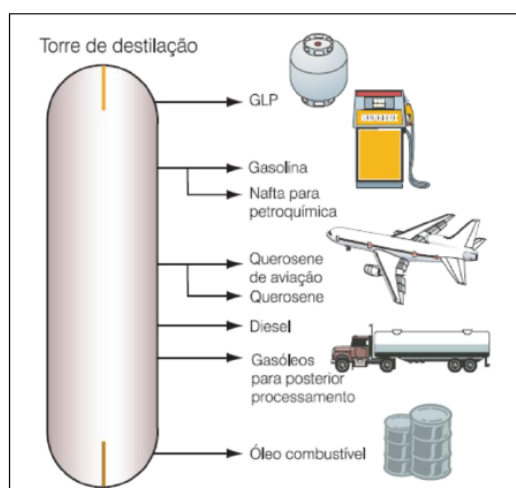 Torre de destilação
GLP
Gasolina
Nafta para
petroquímica
Querosene
de aviação
Querosene
Diesel
Gasóleos
para posterior
processamento
Óleo combustível